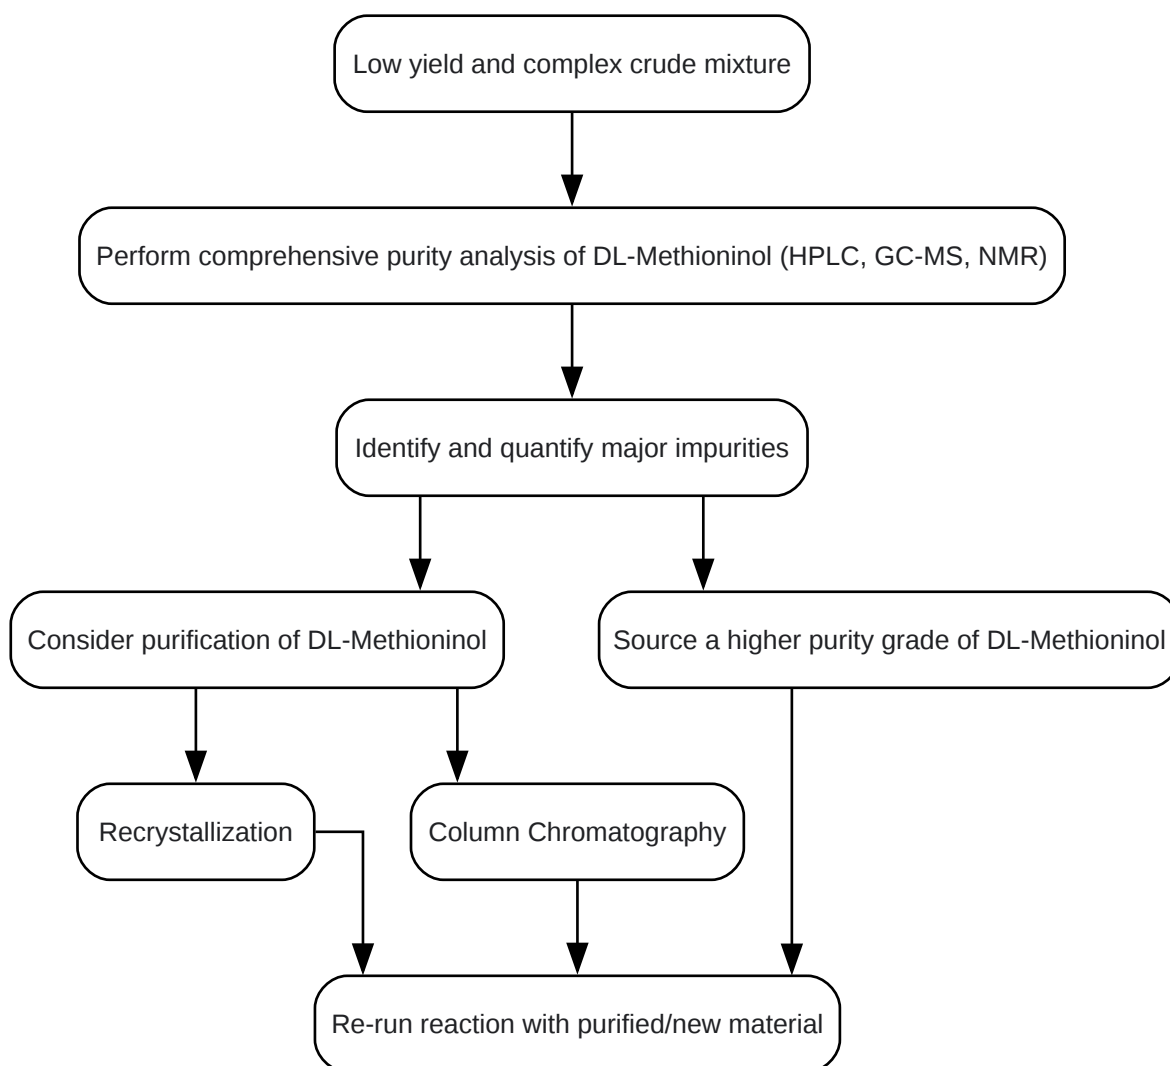 Low yield and complex crude mixture
Perform comprehensive purity analysis of DL-Methioninol (HPLC, GC-MS, NMR)
Identify and quantify major impurities
Consider purification of DL-Methioninol
Source a higher purity grade of DL-Methioninol
Recrystallization
Column Chromatography
Re-run reaction with purified/new material